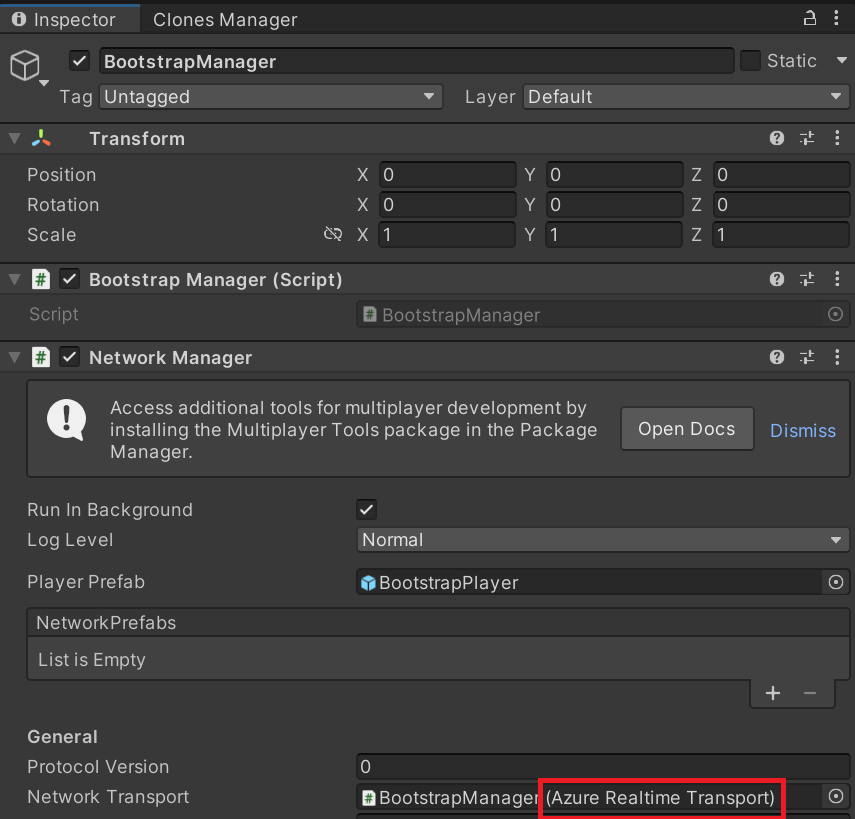 Inspector Clones Manager
BootstrapManager Static
Tag Untagged Layer Default
Transform
Position X 0 Y 0 Z 0
Rotation X 0 Y 0 Z 0
Scale X 1 Y 1 Z 1
# Bootstrap Manager (Script)
Script # BootstrapManager
# Network Manager
Access additional tools for multiplayer development by
installing the Multiplayer Tools package in the Package
Manager.
Open Docs Dismiss
Run In Background
Log Level Normal
Player Prefab BootstrapPlayer
NetworkPrefabs
List is Empty
+ −
General
Protocol Version 0
Network Transport # BootstrapManager (Azure Realtime Transport)